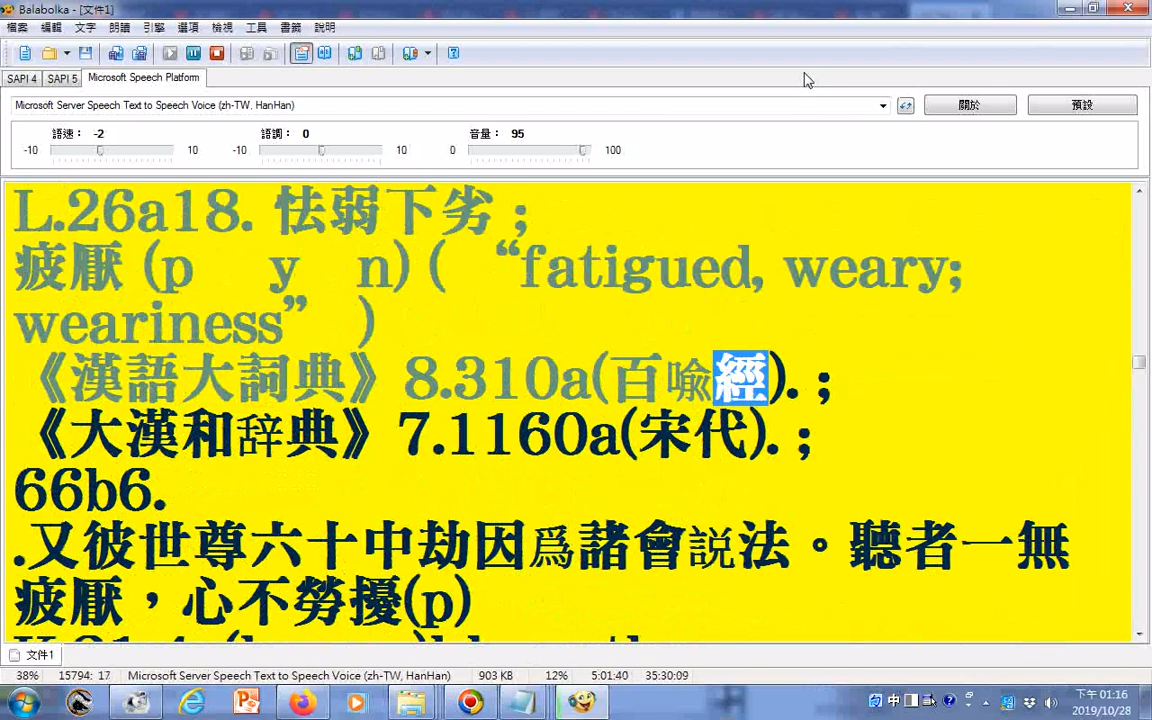 Balabolka - [文件1]
檔案 編輯 文字 朗讀 引擎 選項 檢視 工具 書籤 說明
SAPI 4 SAPI 5 Microsoft Speech Platform
Microsoft Server Speech Text to Speech Voice (zh-TW, HanHan) 關於 預設
語速： -2 語調： 0 音量： 95
-10 10 -10 10 0 100
L.26a18. 怯弱下劣；
疲厭 (p y n) ( “fatigued, weary;
weariness” )
《漢語大詞典》 8.310a(百喻經).；
《大漢和辞典》 7.1160a(宋代).；
66b6.
.又彼世尊六十中劫因爲諸會説法。聽者一無
疲厭，心不勞擾(p)
文件1
38% 15794: 17 Microsoft Server Speech Text to Speech Voice (zh-TW, HanHan) 903 KB 12% 5:01:40 35:30:09
中 下午 01:16
2019/10/28